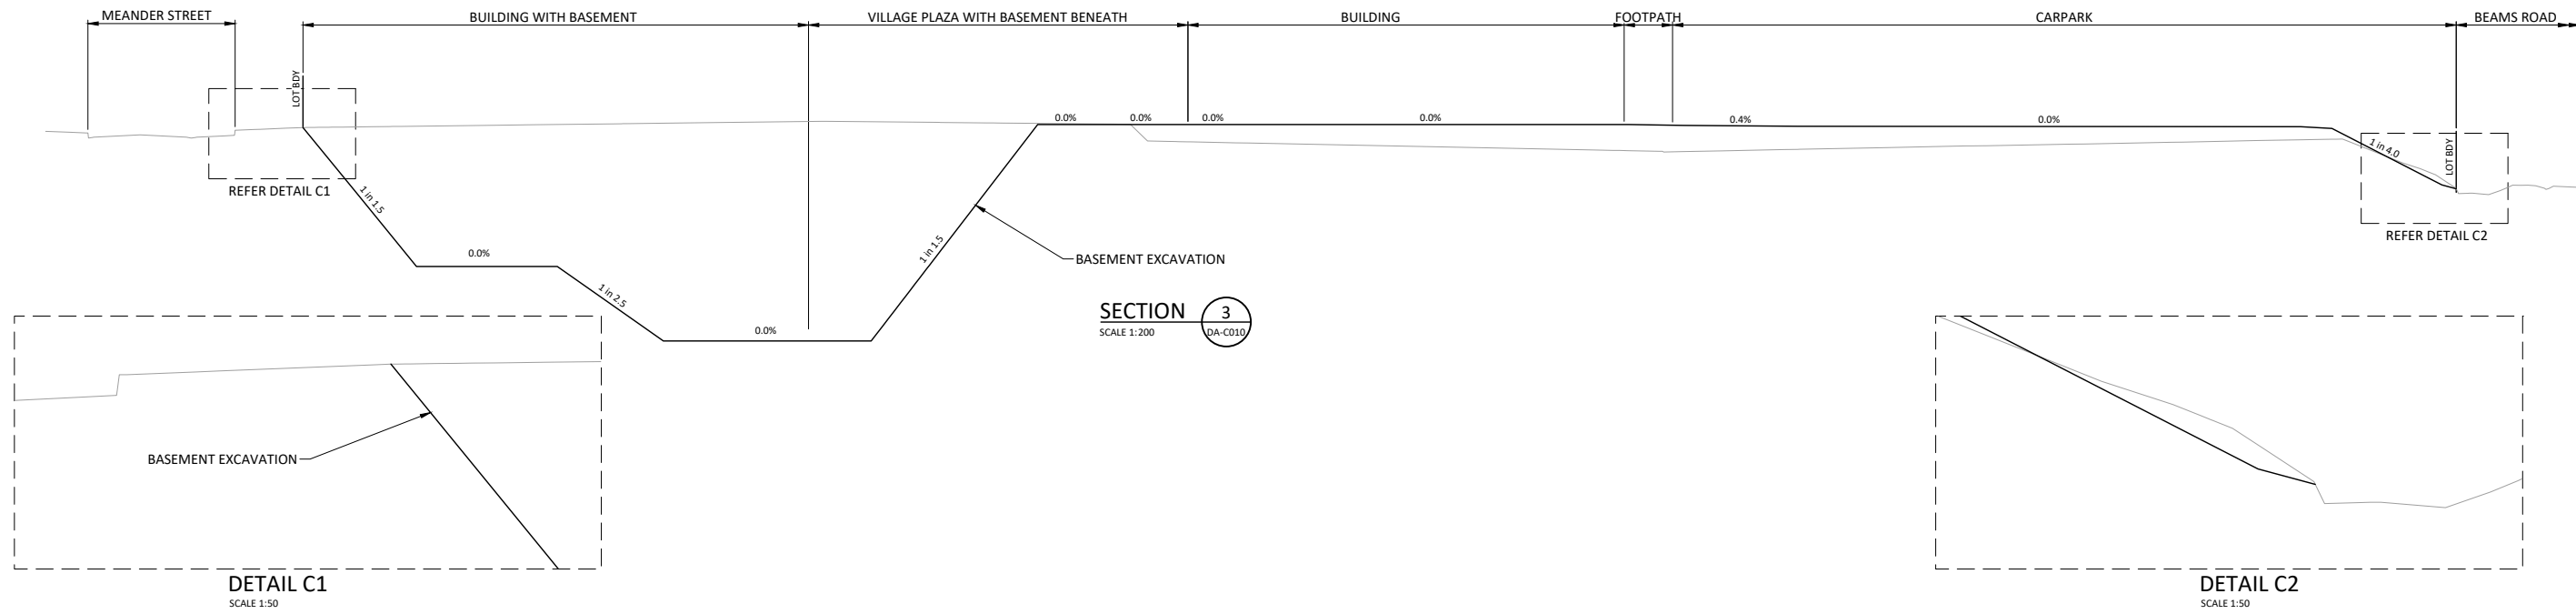 MEANDER STREET
BUILDING WITH BASEMENT
VILLAGE PLAZA WITH BASEMENT BENEATH
BUILDING
FOOTPATH
CARPARK
BEAMS ROAD
LOT BDY
REFER DETAIL C1
1 in 1.5
0.0%
1 in 2.5
0.0%
1 in 1.5
0.0%
0.0%
0.0%
0.0%
0.4%
0.0%
1 in 4.0
LOT BDY
REFER DETAIL C2
BASEMENT EXCAVATION
SECTION
SCALE 1:200
3
DA-C010
BASEMENT EXCAVATION
DETAIL C1
SCALE 1:50
DETAIL C2
SCALE 1:50